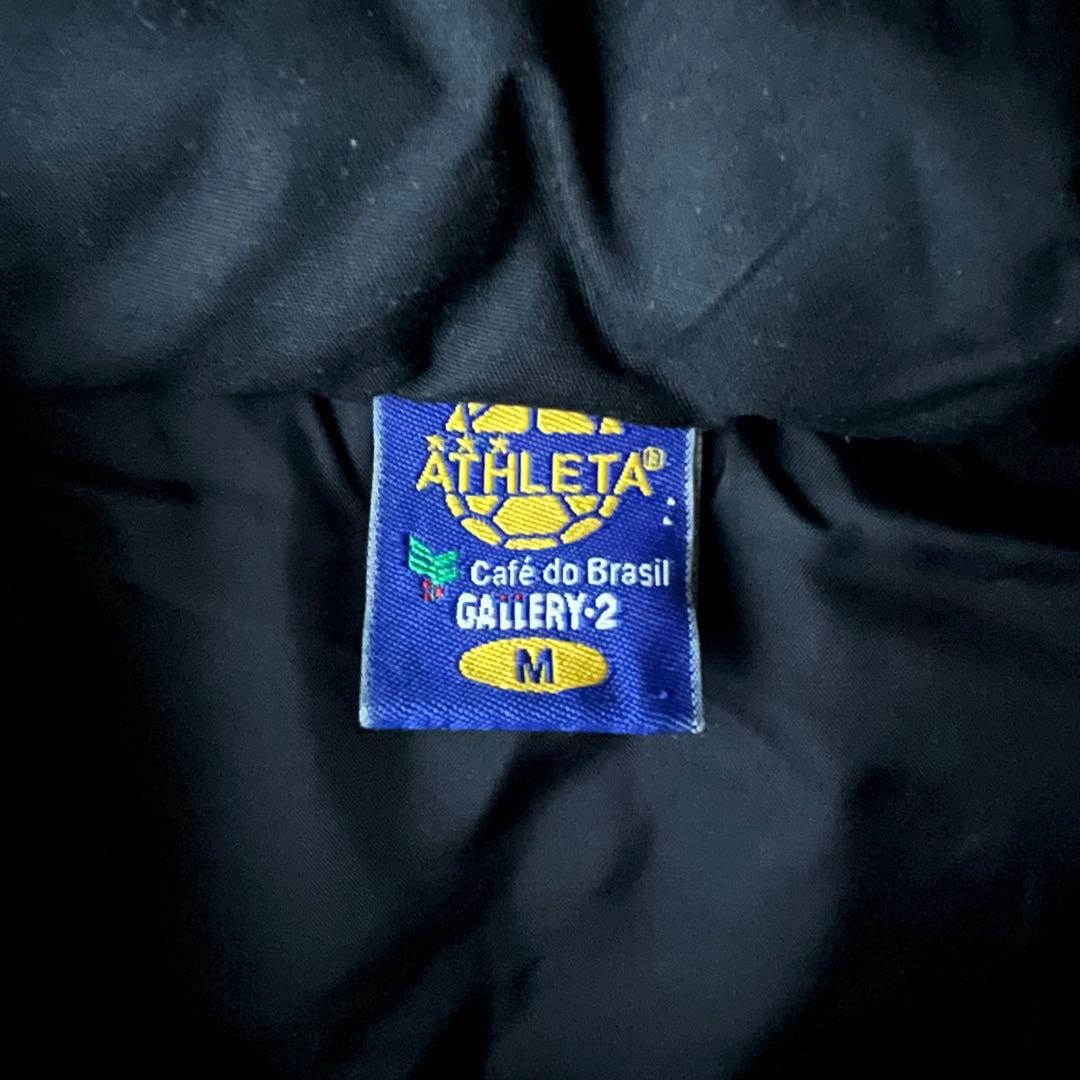 ATHLETA®
Café do Brasil
GALLERY·2
M